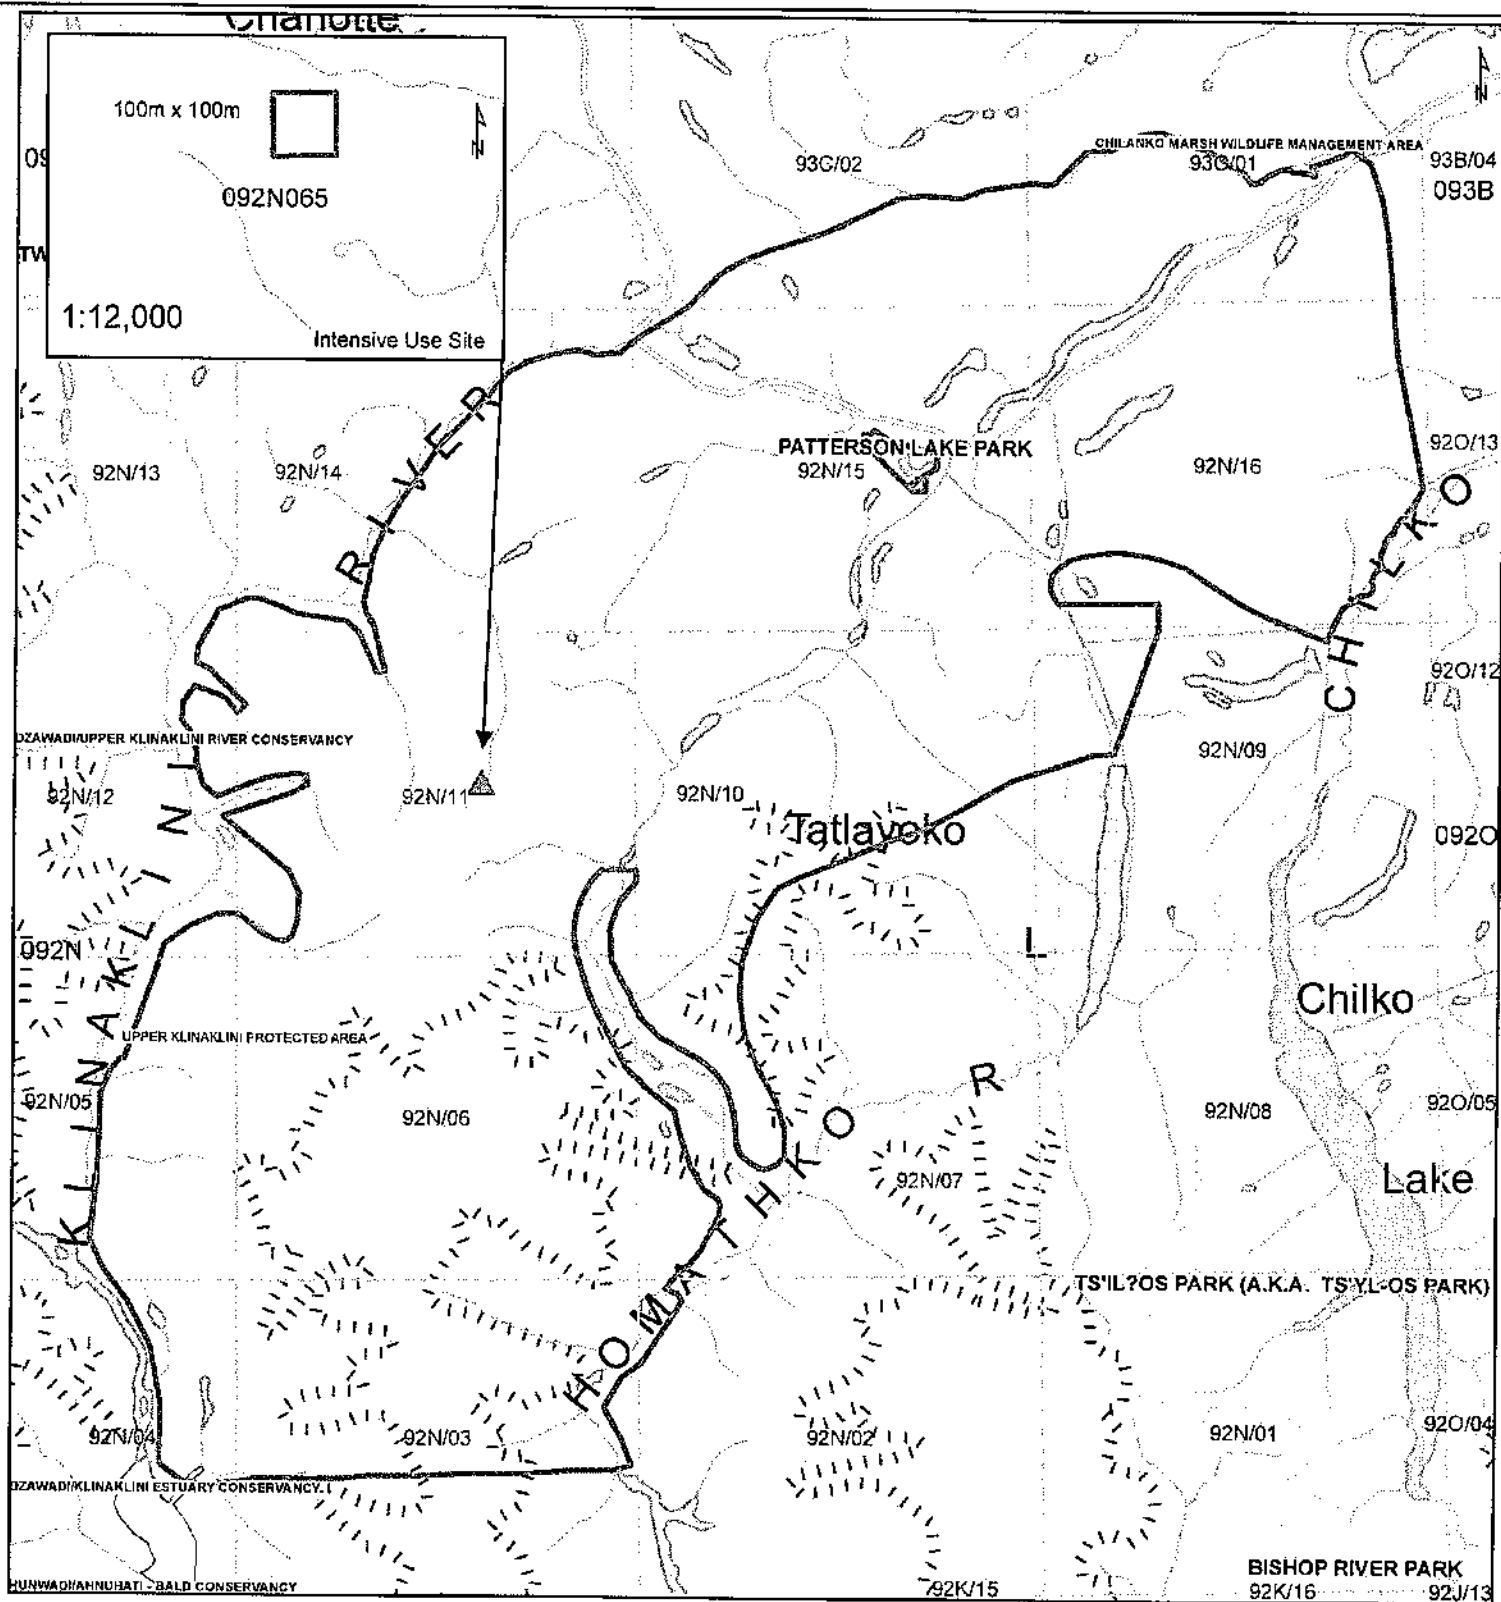 Charlotte
100m x 100m
09
092N065
TW
1:12,000
Intensive Use Site
CHILANKO MARSH WILDLIFE MANAGEMENT AREA
93C/02
93C/01
93B/04
093B
RIVER
PATTERSON LAKE PARK
92N/13
92N/14
92N/15
92N/16
92O/13
CHILKO
92O/12
DZAWADI/UPPER KLINAKLINI RIVER CONSERVANCY
92N/12
92N/11
92N/10
92N/09
Tatlayoko
092O
L
092N
KLINAKLINI
Chilko
UPPER KLINAKLINI PROTECTED AREA
R
92N/05
92N/06
92N/08
92O/05
92N/07
Lake
HOMATHKO
TS'IL?OS PARK (A.K.A. TS'YL-OS PARK)
92N/04
92N/03
92N/02
92N/01
92O/04
DZAWADI/KLINAKLINI ESTUARY CONSERVANCY
HUNWADI/AHNUHATI - BALD CONSERVANCY
BISHOP RIVER PARK
92K/15
92K/16
92J/13